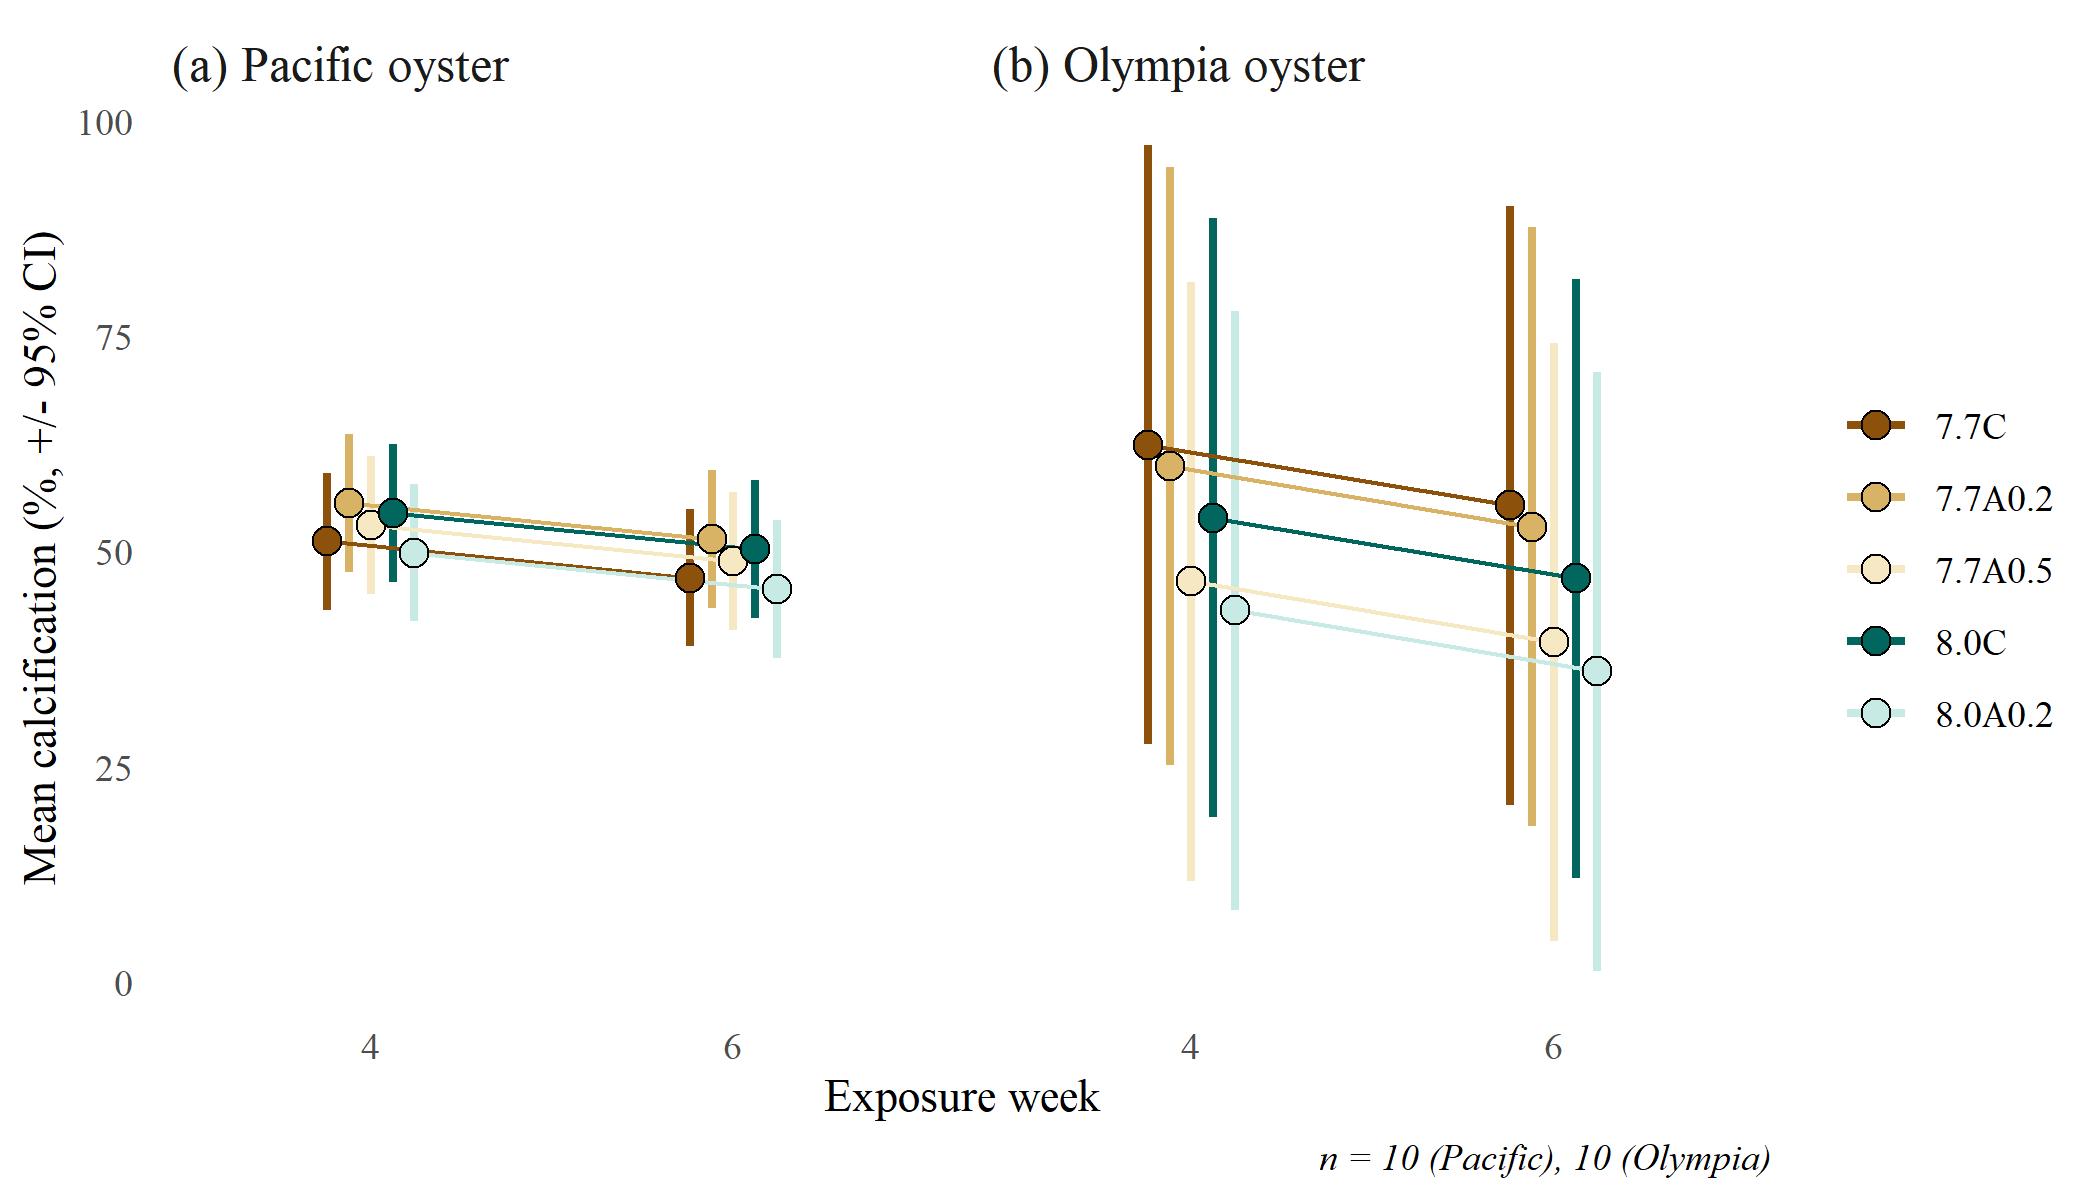 (a) Pacific oyster
(b) Olympia oyster
Mean calcification (%, +/- 95% CI)
100
75
50
25
0
4
6
4
6
Exposure week
7.7C
7.7A0.2
7.7A0.5
8.0C
8.0A0.2
n = 10 (Pacific), 10 (Olympia)